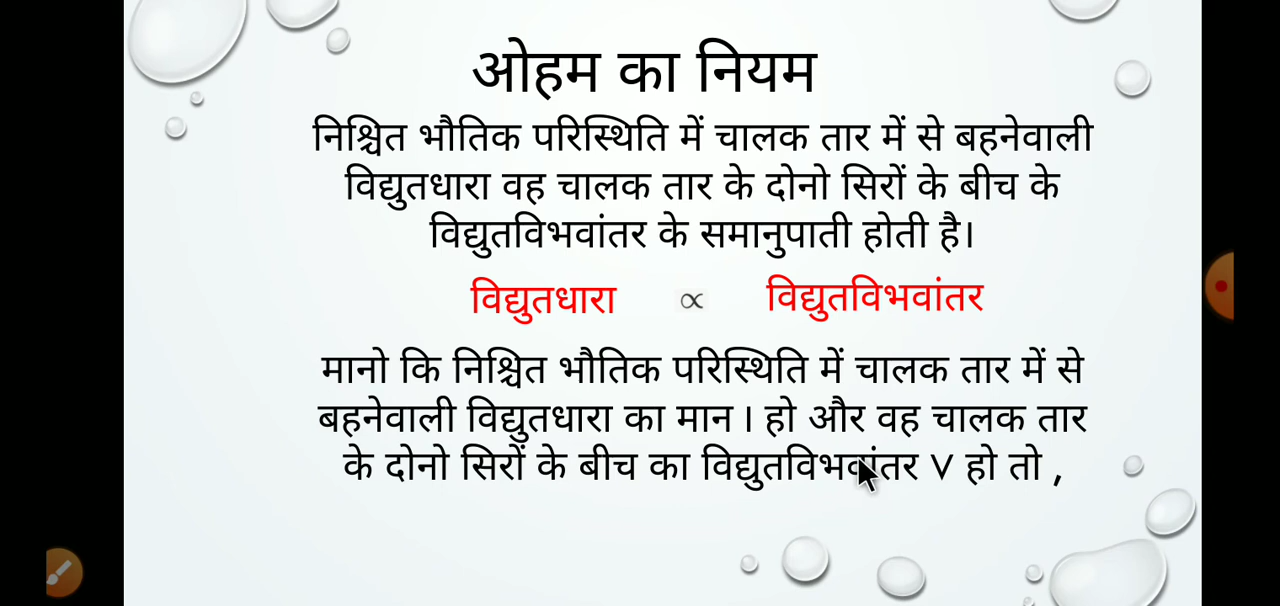 ओहम का नियम
निश्चित भौतिक परिस्थिति में चालक तार में से बहनेवाली
विद्युतधारा वह चालक तार के दोनो सिरों के बीच के
विद्युतविभवांतर के समानुपाती होती है।
विद्युतधारा ∝ विद्युतविभवांतर
मानो कि निश्चित भौतिक परिस्थिति में चालक तार में से
बहनेवाली विद्युतधारा का मान I हो और वह चालक तार
के दोनो सिरों के बीच का विद्युतविभवांतर V हो तो ,